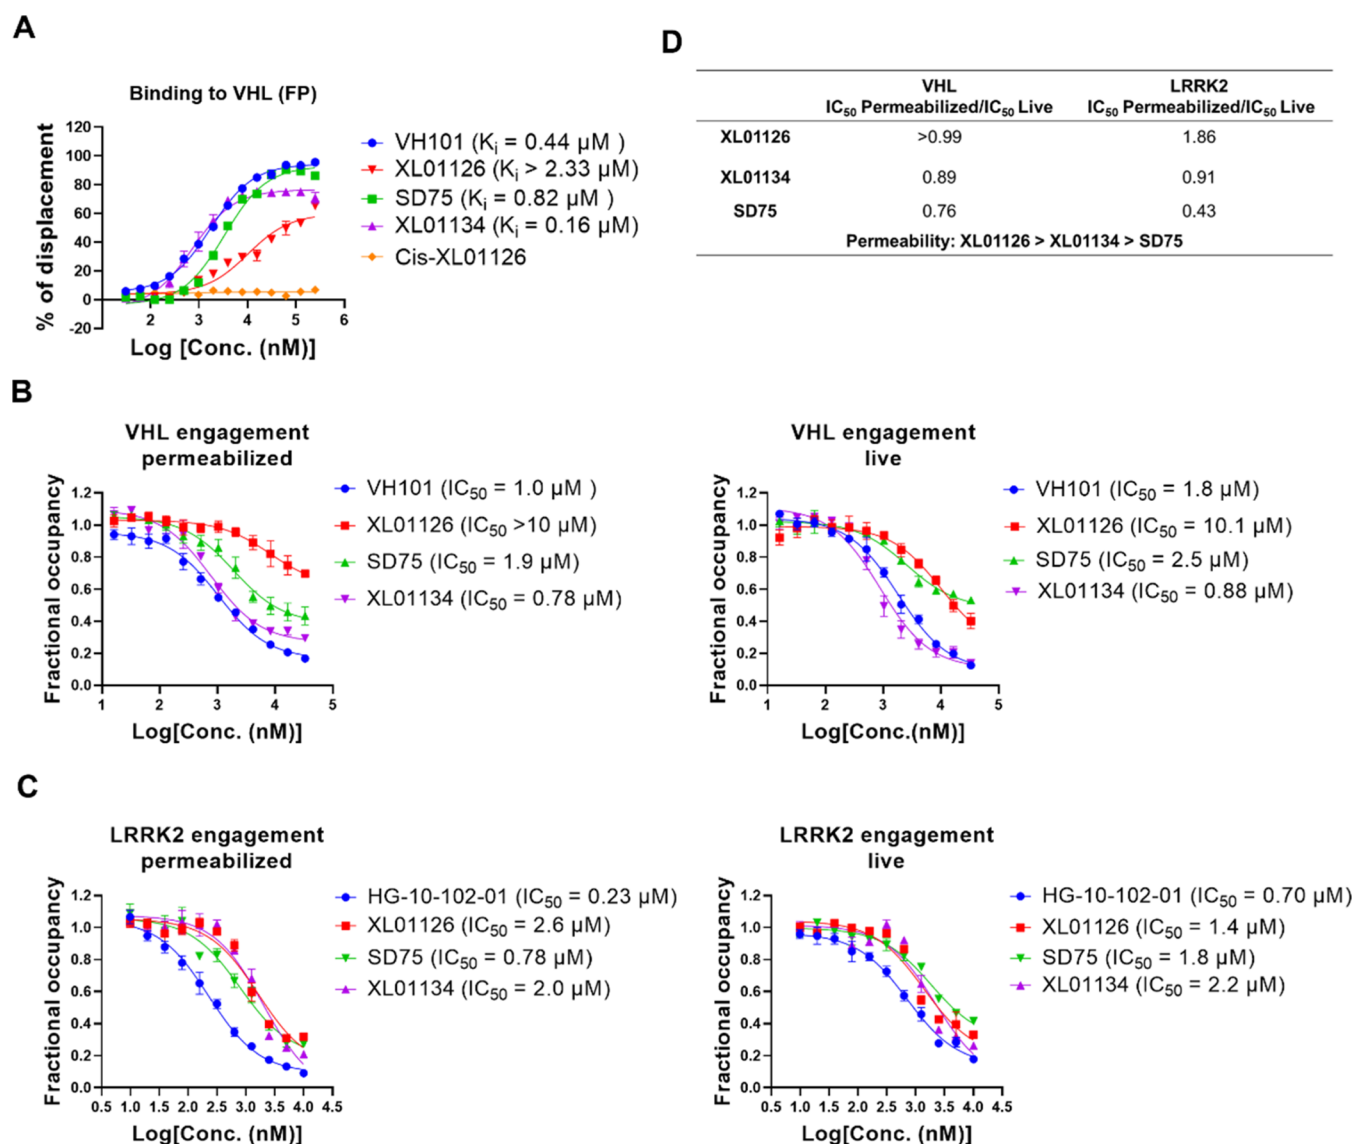 A
Binding to VHL (FP)
% of displacement
120
100
80
60
40
20
0
-20
2 3 4 5 6
Log [Conc. (nM)]
VH101 (Ki = 0.44 μM )
XL01126 (Ki > 2.33 μM)
SD75 (Ki = 0.82 μM )
XL01134 (Ki = 0.16 μM)
Cis-XL01126
D
VHL LRRK2
IC50 Permeabilized/IC50 Live IC50 Permeabilized/IC50 Live
XL01126 >0.99 1.86
XL01134 0.89 0.91
SD75 0.76 0.43
Permeability: XL01126 > XL01134 > SD75
B
VHL engagement
permeabilized
Fractional occupancy
1.2
1.0
0.8
0.6
0.4
0.2
0.0
1 2 3 4 5
Log[Conc. (nM)]
VH101 (IC50 = 1.0 μM )
XL01126 (IC50 >10 μM)
SD75 (IC50 = 1.9 μM)
XL01134 (IC50 = 0.78 μM)
VHL engagement
live
Fractional occupancy
1.2
1.0
0.8
0.6
0.4
0.2
0.0
1 2 3 4 5
Log[Conc.(nM)]
VH101 (IC50 = 1.8 μM)
XL01126 (IC50 = 10.1 μM)
SD75 (IC50 = 2.5 μM)
XL01134 (IC50 = 0.88 μM)
C
LRRK2 engagement
permeabilized
Fractional occupancy
1.2
1.0
0.8
0.6
0.4
0.2
0.0
0.5 1.0 1.5 2.0 2.5 3.0 3.5 4.0 4.5
Log[Conc. (nM)]
HG-10-102-01 (IC50 = 0.23 μM)
XL01126 (IC50 = 2.6 μM)
SD75 (IC50 = 0.78 μM)
XL01134 (IC50 = 2.0 μM)
LRRK2 engagement
live
Fractional occupancy
1.2
1.0
0.8
0.6
0.4
0.2
0.0
0.5 1.0 1.5 2.0 2.5 3.0 3.5 4.0 4.5
Log[Conc. (nM)]
HG-10-102-01 (IC50 = 0.70 μM)
XL01126 (IC50 = 1.4 μM)
SD75 (IC50 = 1.8 μM)
XL01134 (IC50 = 2.2 μM)